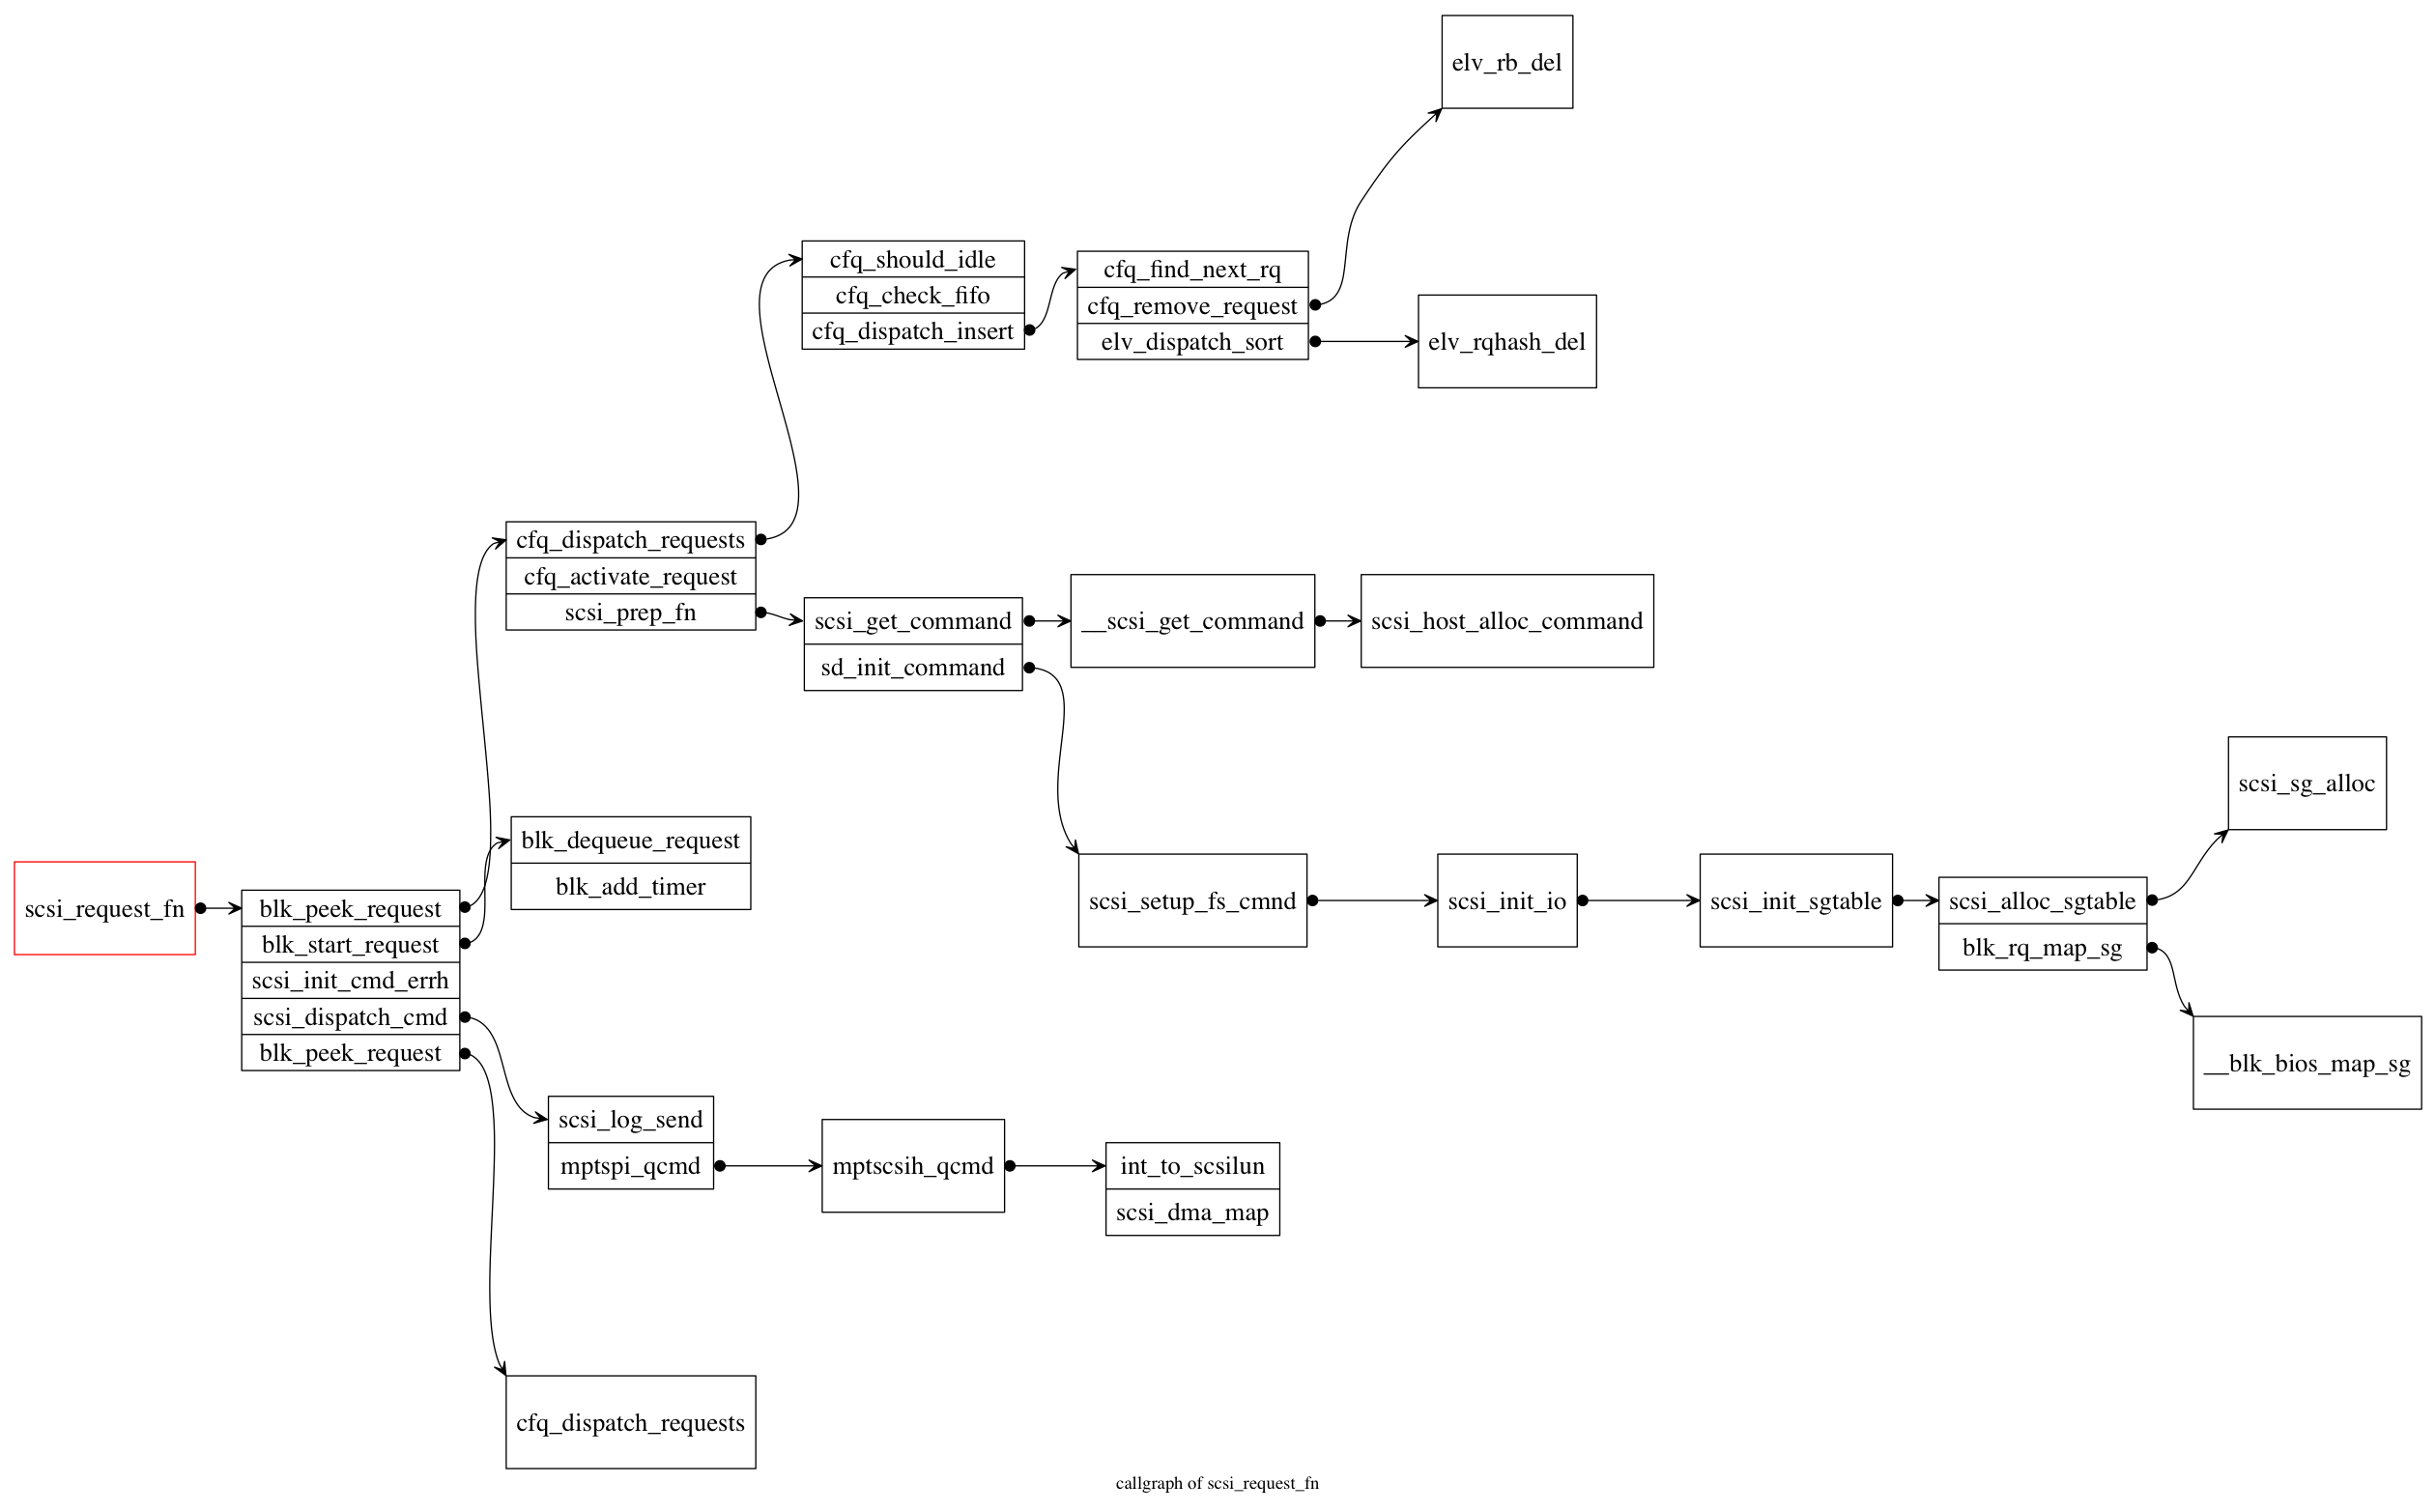 elv_rb_del
cfq_should_idle
cfq_check_fifo
cfq_dispatch_insert
cfq_find_next_rq
cfq_remove_request
elv_dispatch_sort
elv_rqhash_del
cfq_dispatch_requests
cfq_activate_request
scsi_prep_fn
scsi_get_command
sd_init_command
__scsi_get_command
scsi_host_alloc_command
scsi_sg_alloc
blk_dequeue_request
blk_add_timer
scsi_request_fn
blk_peek_request
blk_start_request
scsi_init_cmd_errh
scsi_dispatch_cmd
blk_peek_request
scsi_setup_fs_cmnd
scsi_init_io
scsi_init_sgtable
scsi_alloc_sgtable
blk_rq_map_sg
__blk_bios_map_sg
scsi_log_send
mptspi_qcmd
mptscsih_qcmd
int_to_scsilun
scsi_dma_map
cfq_dispatch_requests
callgraph of scsi_request_fn